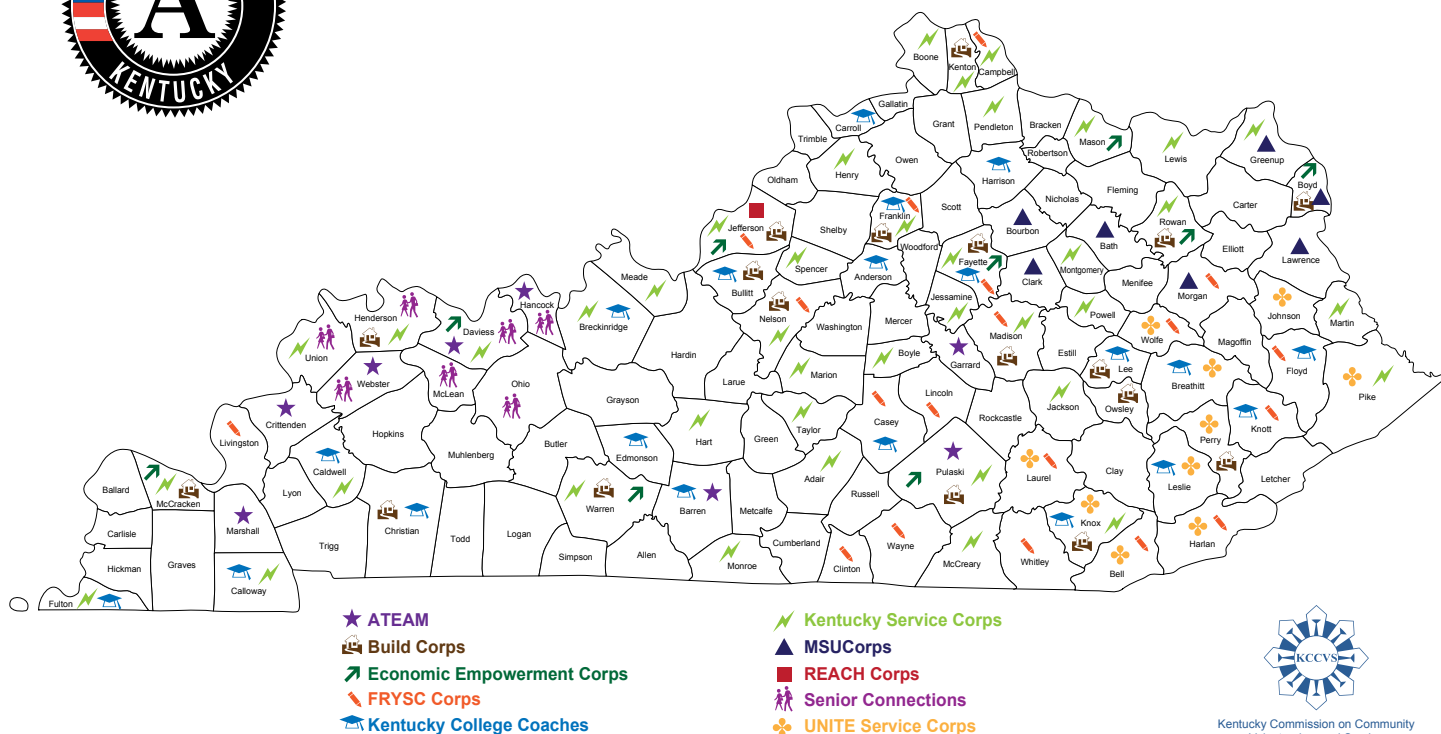 A
KENTUCKY
Boone
Kenton
Campbell
Gallatin
Carroll
Grant
Pendleton
Bracken
Trimble
Mason
Lewis
Greenup
Owen
Robertson
Henry
Harrison
Boyd
Oldham
Fleming
Nicholas
Carter
Franklin
Scott
Rowan
Jefferson
Shelby
Bourbon
Bath
Elliott
Woodford
Lawrence
Fayette
Spencer
Anderson
Montgomery
Clark
Menifee
Meade
Bullitt
Morgan
Jessamine
Hancock
Johnson
Martin
Henderson
Nelson
Powell
Breckinridge
Washington
Mercer
Daviess
Madison
Wolfe
Magoffin
Union
Hardin
Boyle
Estill
Lee
Floyd
Garrard
Marion
Webster
Ohio
Larue
Breathitt
Pike
McLean
Lincoln
Grayson
Jackson
Owsley
Crittenden
Casey
Rockcastle
Knott
Hopkins
Taylor
Perry
Livingston
Hart
Green
Butler
Muhlenberg
Edmonson
Pulaski
Clay
Caldwell
Laurel
Adair
Letcher
Leslie
Ballard
Lyon
Russell
McCracken
Warren
Barren
Metcalfe
Knox
Carlisle
Marshall
Christian
Todd
Logan
Cumberland
Wayne
Harlan
Trigg
Simpson
Allen
Hickman
Graves
Monroe
Clinton
McCreary
Whitley
Bell
Calloway
Fulton
ATEAM
Build Corps
Economic Empowerment Corps
FRYSC Corps
Kentucky College Coaches
Kentucky Service Corps
MSUCorps
REACH Corps
Senior Connections
UNITE Service Corps
KCCVS
Kentucky Commission on Community